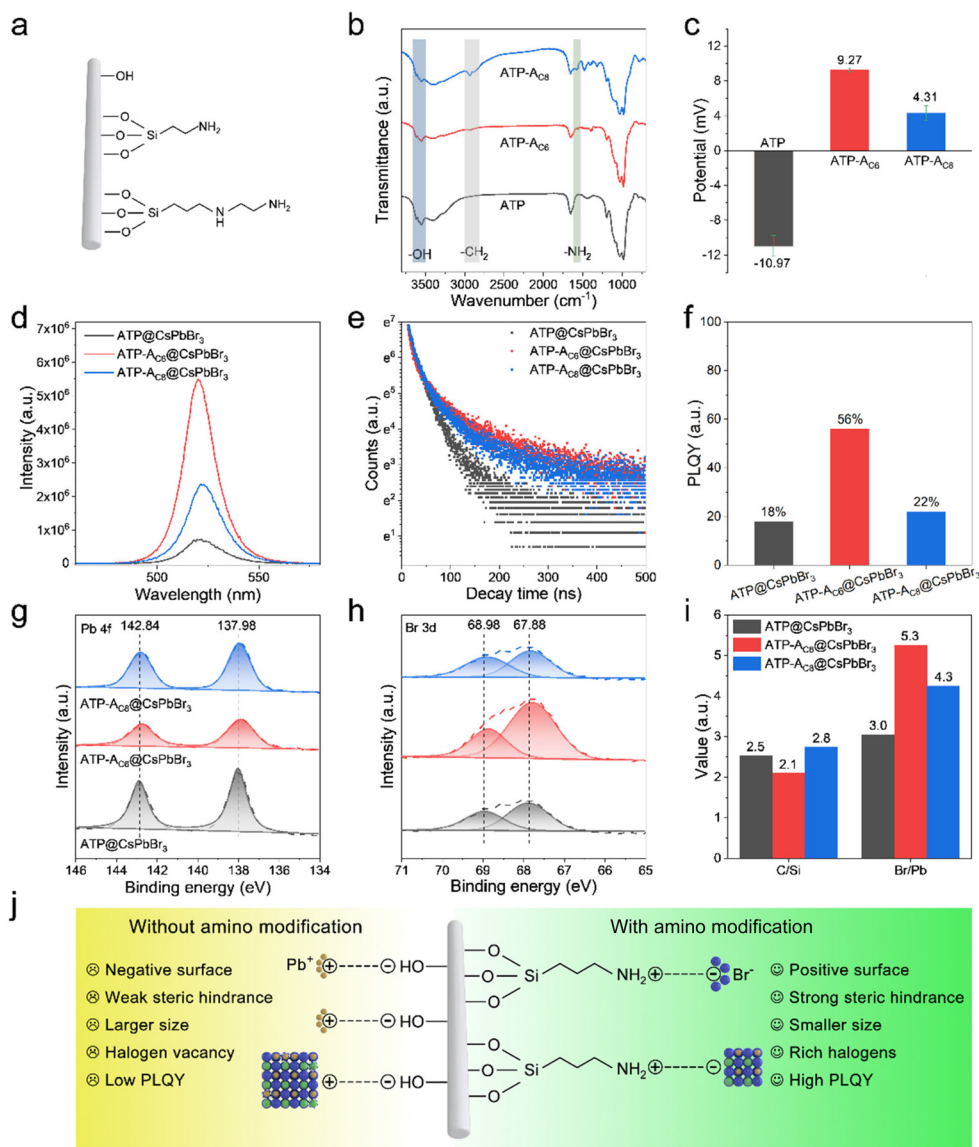 a
OH
O
O
O
Si
NH2
O
O
O
Si
N
H
NH2
b
Transmittance (a.u.)
ATP-AC8
ATP-AC6
ATP
-OH
-CH2
-NH2
3500 3000 2500 2000 1500 1000
Wavenumber (cm-1)
c
Potential (mV)
12
8
4
0
-4
-8
-12
ATP
-10.97
9.27
ATP-AC6
4.31
ATP-AC8
d
Intensity (a.u.)
7x10^6
6x10^6
5x10^6
4x10^6
3x10^6
2x10^6
1x10^6
0
ATP@CsPbBr3
ATP-AC6@CsPbBr3
ATP-AC8@CsPbBr3
500 550
Wavelength (nm)
e
Counts (a.u.)
e^7
e^6
e^5
e^4
e^3
e^2
e^1
ATP@CsPbBr3
ATP-AC6@CsPbBr3
ATP-AC8@CsPbBr3
0 100 200 300 400 500
Decay time (ns)
f
PLQY (a.u.)
100
80
60
40
20
0
18%
56%
22%
ATP@CsPbBr3
ATP-AC6@CsPbBr3
ATP-AC8@CsPbBr3
g
Intensity (a.u.)
Pb 4f 142.84 137.98
ATP-AC8@CsPbBr3
ATP-AC6@CsPbBr3
ATP@CsPbBr3
146 144 142 140 138 136 134
Binding energy (eV)
h
Intensity (a.u.)
Br 3d 68.98 67.88
71 70 69 68 67 66 65
Binding energy (eV)
i
Value (a.u.)
6
5
4
3
2
1
0
ATP@CsPbBr3
ATP-AC6@CsPbBr3
ATP-AC8@CsPbBr3
2.5
2.1
2.8
3.0
5.3
4.3
C/Si Br/Pb
j
Without amino modification
☹ Negative surface
☹ Weak steric hindrance
☹ Larger size
☹ Halogen vacancy
☹ Low PLQY
Pb+
+ - HO
+ - HO
+ - HO
With amino modification
O
O
O
Si
NH2 + - Br-
O
O
O
Si
NH2 + -
☺ Positive surface
☺ Strong steric hindrance
☺ Smaller size
☺ Rich halogens
☺ High PLQY